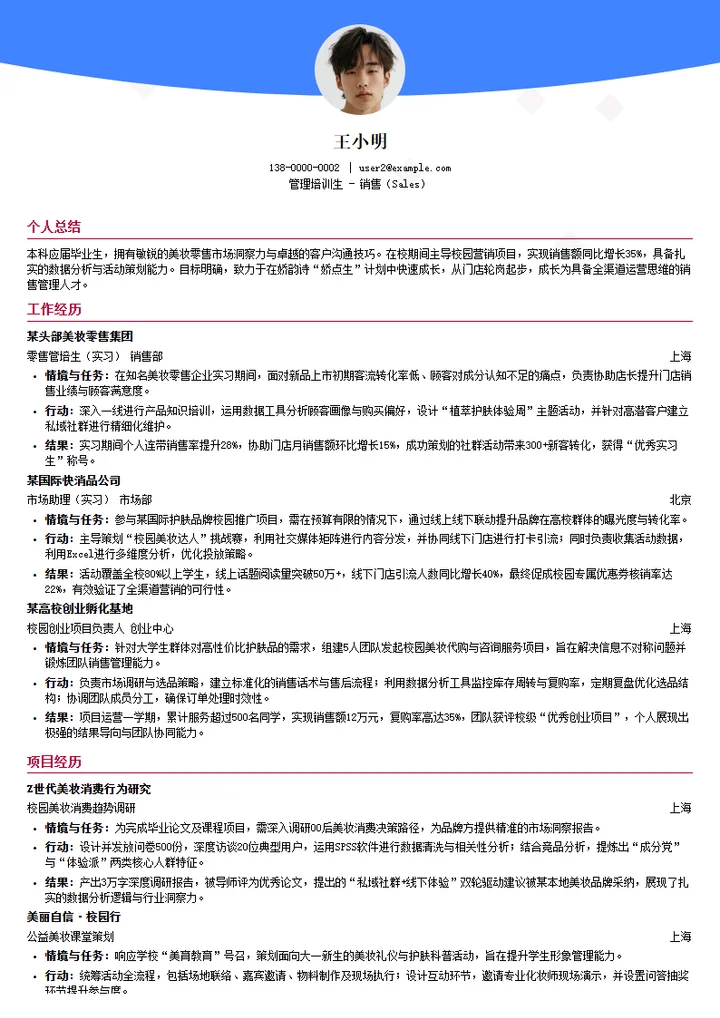 王小明
138-0000-0002 | user2@example.com
管理培训生 - 销售（Sales）
个人总结
本科应届毕业生，拥有敏锐的美妆零售市场洞察力与卓越的客户沟通技巧。在校期间主导校园营销项目，实现销售额同比增长35%，具备扎
实的数据分析与活动策划能力。目标明确，致力于在娇韵诗“娇点生”计划中快速成长，从门店轮岗起步，成长为具备全渠道运营思维的销
售管理人才。
工作经历
某头部美妆零售集团
零售管培生（实习） 销售部 上海
• 情境与任务：在知名美妆零售企业实习期间，面对新品上市初期客流转化率低、顾客对成分认知不足的痛点，负责协助店长提升门店销
售业绩与顾客满意度。
• 行动：深入一线进行产品知识培训，运用数据工具分析顾客画像与购买偏好，设计“植萃护肤体验周”主题活动，并针对高潜客户建立
私域社群进行精细化维护。
• 结果：实习期间个人连带销售率提升28%，协助门店月销售额环比增长15%，成功策划的社群活动带来300+新客转化，获得“优秀实习
生”称号。
某国际快消品公司
市场助理（实习） 市场部 北京
• 情境与任务：参与某国际护肤品牌校园推广项目，需在预算有限的情况下，通过线上线下联动提升品牌在高校群体的曝光度与转化率。
• 行动：主导策划“校园美妆达人”挑战赛，利用社交媒体矩阵进行内容分发，并协同线下门店进行打卡引流；同时负责收集活动数据，
利用Excel进行多维度分析，优化投放策略。
• 结果：活动覆盖全校80%以上学生，线上话题阅读量突破50万+，线下门店引流人数同比增长40%，最终促成校园专属优惠券核销率达
22%，有效验证了全渠道营销的可行性。
某高校创业孵化基地
校园创业项目负责人 创业中心 上海
• 情境与任务：针对大学生群体对高性价比护肤品的需求，组建5人团队发起校园美妆代购与咨询服务项目，旨在解决信息不对称问题并
锻炼团队销售管理能力。
• 行动：负责市场调研与选品策略，建立标准化的销售话术与售后流程；利用数据分析工具监控库存周转与复购率，定期复盘优化选品结
构；协调团队成员分工，确保订单处理时效性。
• 结果：项目运营一学期，累计服务超过500名同学，实现销售额12万元，复购率高达35%，团队获评校级“优秀创业项目”，个人展现出
极强的结果导向与团队协同能力。
项目经历
Z世代美妆消费行为研究
校园美妆消费趋势调研 上海
• 情境与任务：为完成毕业论文及课程项目，需深入调研00后美妆消费决策路径，为品牌方提供精准的市场洞察报告。
• 行动：设计并发放问卷500份，深度访谈20位典型用户，运用SPSS软件进行数据清洗与相关性分析；结合竞品分析，提炼出“成分党”
与“体验派”两类核心人群特征。
• 结果：产出3万字深度调研报告，被导师评为优秀论文，提出的“私域社群+线下体验”双轮驱动建议被某本地美妆品牌采纳，展现了扎
实的数据分析逻辑与行业洞察力。
美丽自信·校园行
公益美妆课堂策划 上海
• 情境与任务：响应学校“美育教育”号召，策划面向大一新生的美妆礼仪与护肤科普活动，旨在提升学生形象管理能力。
• 行动：统筹活动全流程，包括场地联络、嘉宾邀请、物料制作及现场执行；设计互动环节，邀请专业化妆师现场演示，并设置问答抽奖
环节提升参与度。